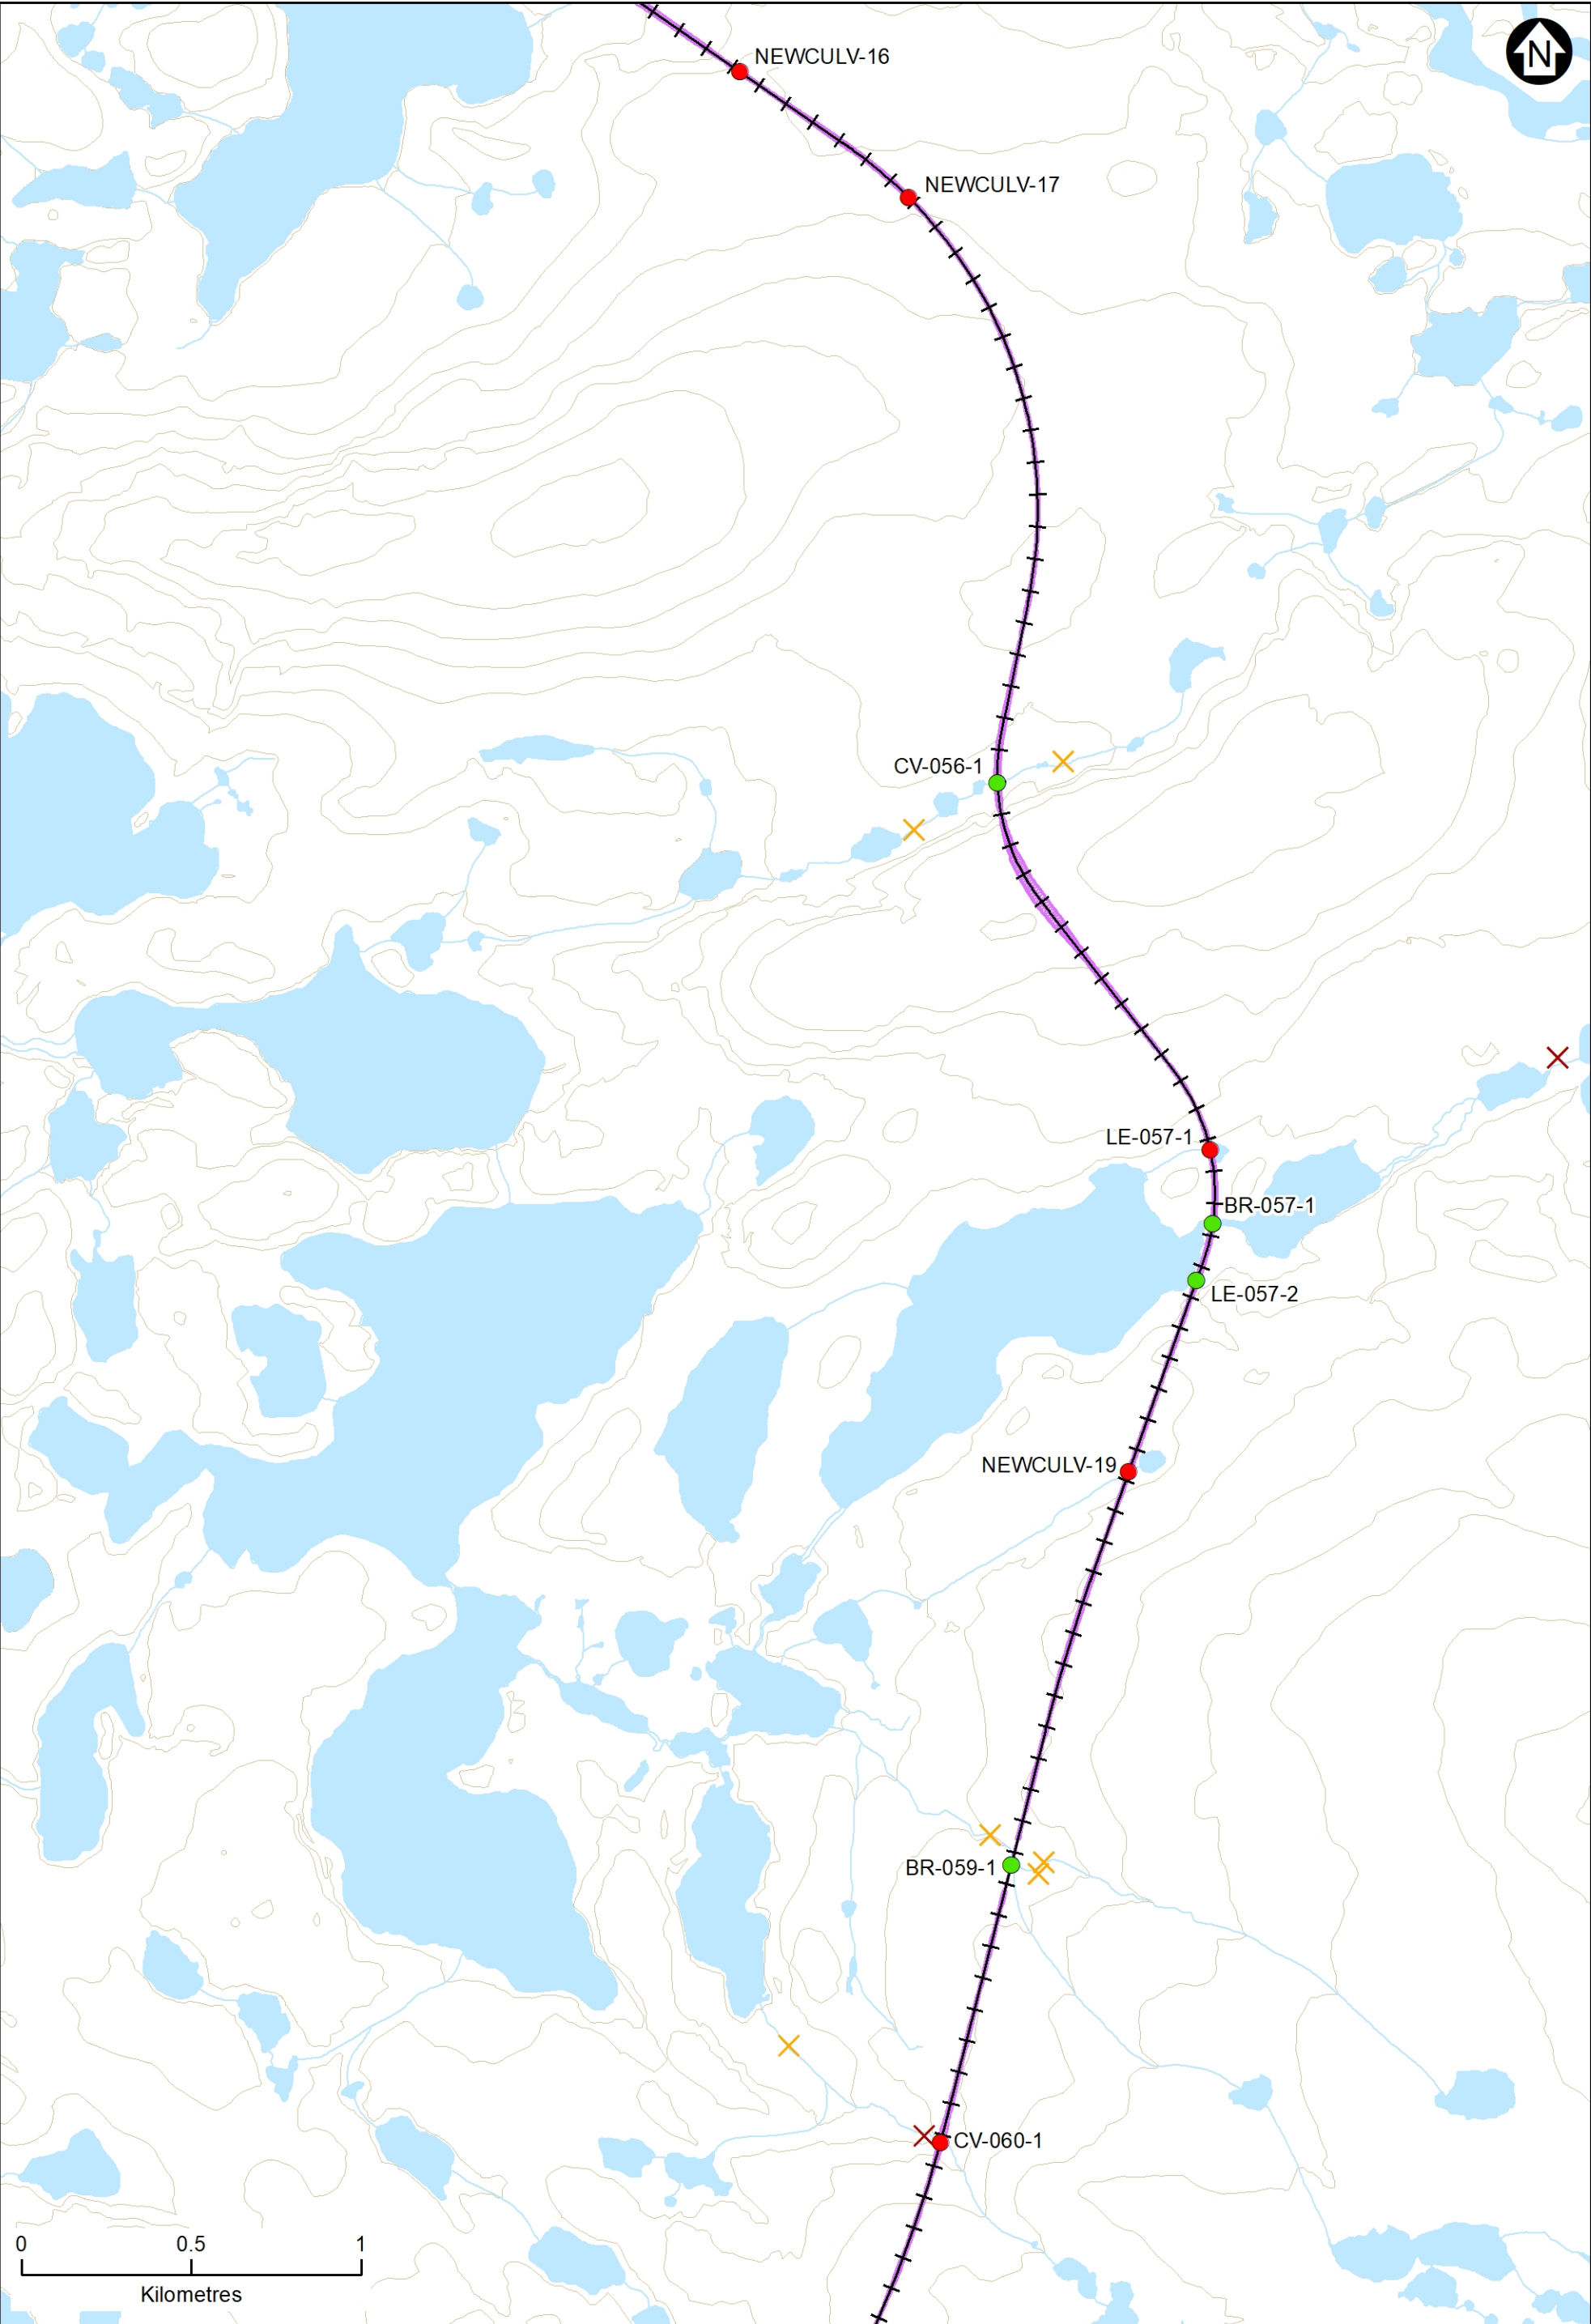 NEWCULV-16
N
NEWCULV-17
CV-056-1
LE-057-1
BR-057-1
LE-057-2
NEWCULV-19
BR-059-1
CV-060-1
0 0.5 1
Kilometres